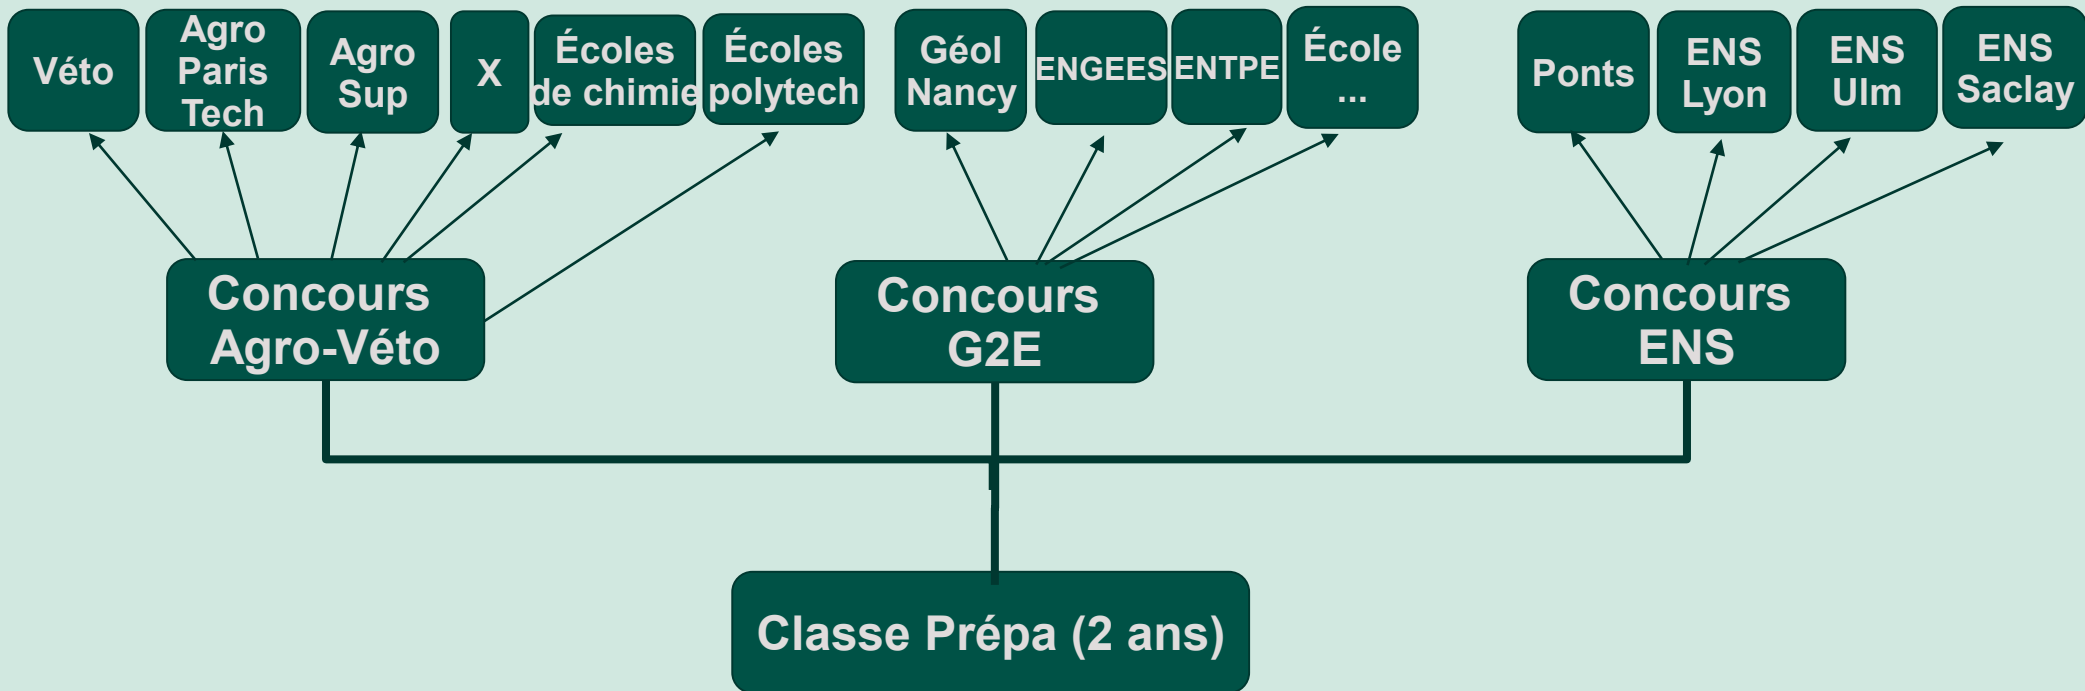 Véto
Agro
Paris
Tech
Agro
Sup
X
Écoles
de chimie
Écoles
polytech
Géol
Nancy
ENGEES
ENTPE
École
...
Ponts
ENS
Lyon
ENS
Ulm
ENS
Saclay
Concours
Agro-Véto
Concours
G2E
Concours
ENS
Classe Prépa (2 ans)